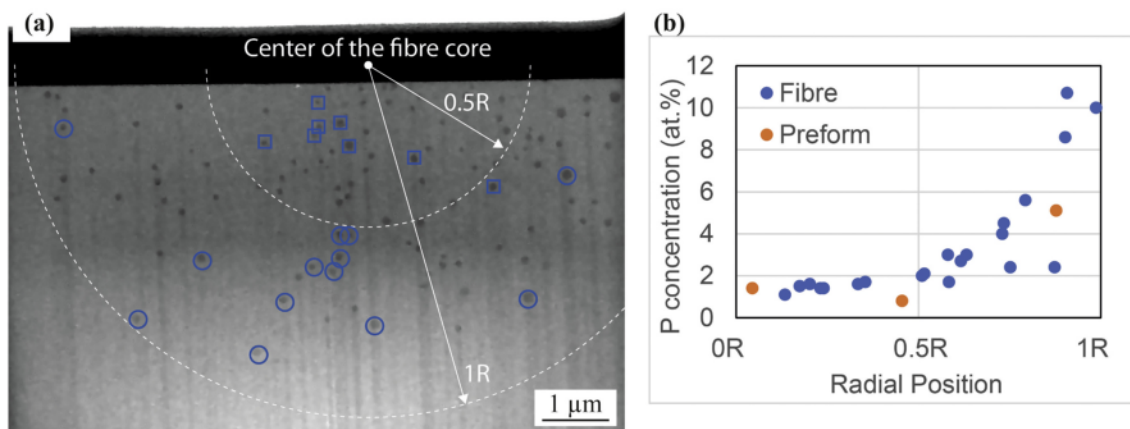 (a)
Center of the fibre core
0.5R
1R
1 µm
(b)
12
10
8
6
4
2
0
Fibre
Preform
P concentration (at.%)
0R
0.5R
1R
Radial Position